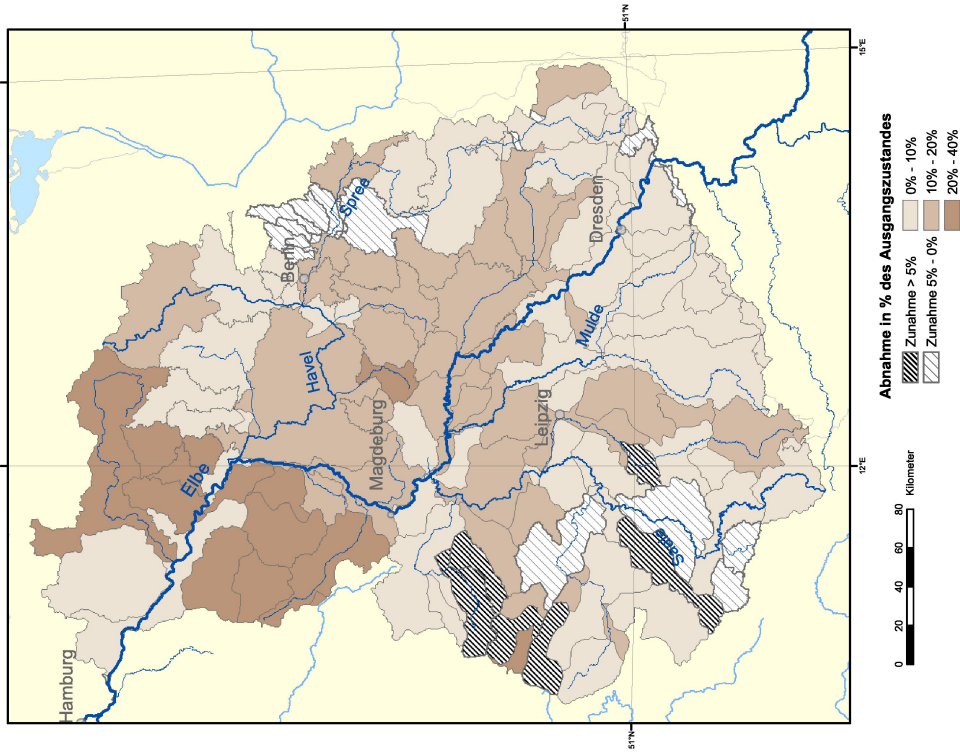 Hamburg
Elbe
Havel
Berlin
Spree
Magdeburg
Leipzig
Mulde
Dresden
Saale
51°N
51°N
12°E
15°E
0 20 40 60 80
Kilometer
Abnahme in % des Ausgangszustandes
Zunahme > 5%
Zunahme 5% - 0%
0% - 10%
10% - 20%
20% - 40%